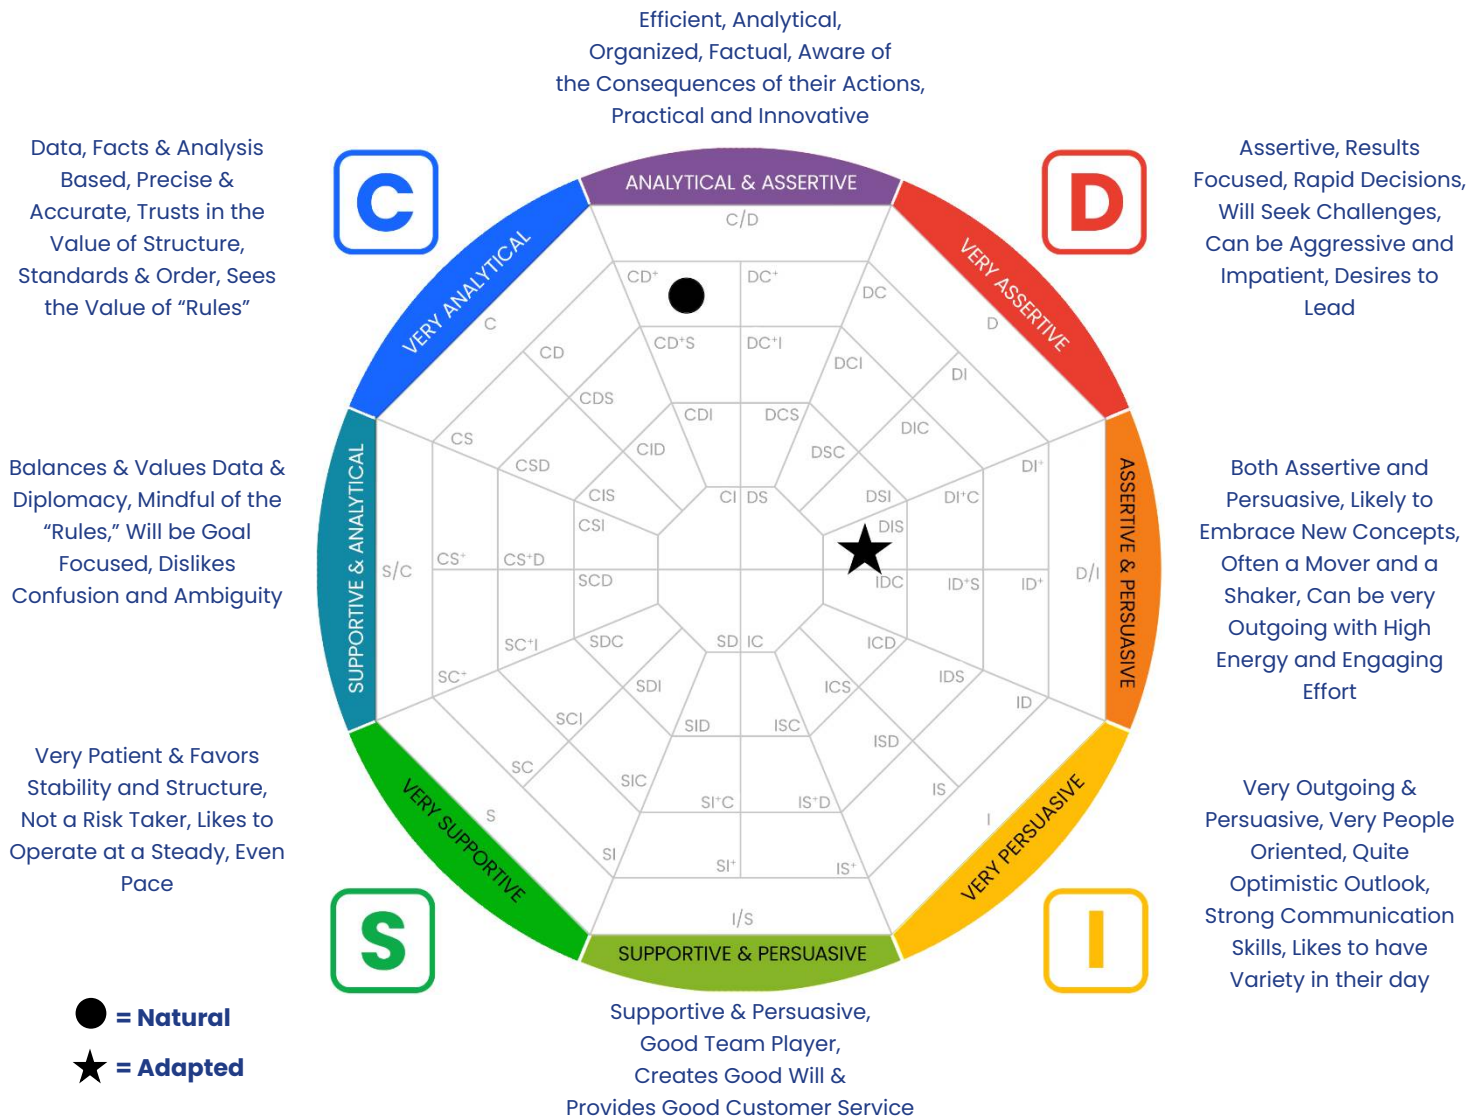 Efficient, Analytical,
Organized, Factual, Aware of
the Consequences of their Actions,
Practical and Innovative
Data, Facts & Analysis
Based, Precise &
Accurate, Trusts in the
Value of Structure,
Standards & Order, Sees
the Value of “Rules”
C
D
Assertive, Results
Focused, Rapid Decisions,
Will Seek Challenges,
Can be Aggressive and
Impatient, Desires to
Lead
ANALYTICAL & ASSERTIVE
VERY ANALYTICAL
VERY ASSERTIVE
C/D
CD⁺
DC⁺
DC
C
D
CD
CD⁺S
DC⁺I
DCI
DI
CDS
CDI
DCS
DIC
CS
CID
DSC
CSD
DI⁺
CIS
CI
DS
DSI
DI⁺C
CSI
DIS
Balances & Values Data &
Diplomacy, Mindful of the
“Rules,” Will be Goal
Focused, Dislikes
Confusion and Ambiguity
SUPPORTIVE & ANALYTICAL
ASSERTIVE & PERSUASIVE
Both Assertive and
Persuasive, Likely to
Embrace New Concepts,
Often a Mover and a
Shaker, Can be very
Outgoing with High
Energy and Engaging
Effort
S/C
CS⁺
CS⁺D
SCD
IDC
ID⁺S
ID⁺
D/I
SC⁺I
SDC
SD
IC
ICD
SC⁺
SDI
ICS
IDS
ID
SCI
SID
ISC
ISD
SC
SIC
IS
S
SI⁺C
IS⁺D
I
SI
SI⁺
IS⁺
I/S
VERY SUPPORTIVE
VERY PERSUASIVE
SUPPORTIVE & PERSUASIVE
Very Patient & Favors
Stability and Structure,
Not a Risk Taker, Likes to
Operate at a Steady, Even
Pace
Very Outgoing &
Persuasive, Very People
Oriented, Quite
Optimistic Outlook,
Strong Communication
Skills, Likes to have
Variety in their day
S
I
= Natural
= Adapted
Supportive & Persuasive,
Good Team Player,
Creates Good Will &
Provides Good Customer Service